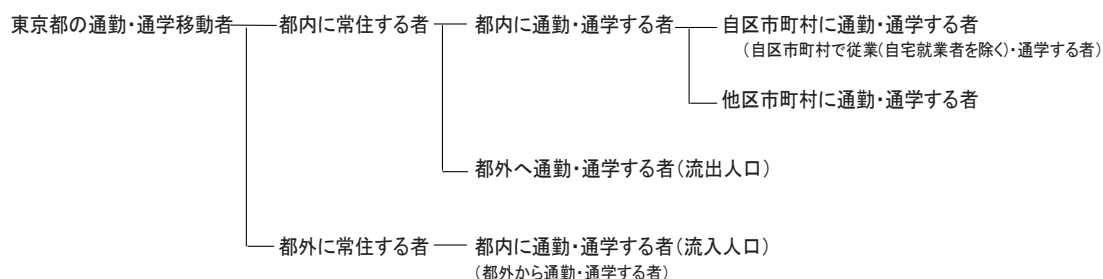 東京都の通勤・通学移動者
都内に常住する者
都内に通勤・通学する者
自区市町村に通勤・通学する者
(自区市町村で従業(自宅就業者を除く)・通学する者)
他区市町村に通勤・通学する者
都外へ通勤・通学する者(流出人口)
都外に常住する者
都内に通勤・通学する者(流入人口)
(都外から通勤・通学する者)